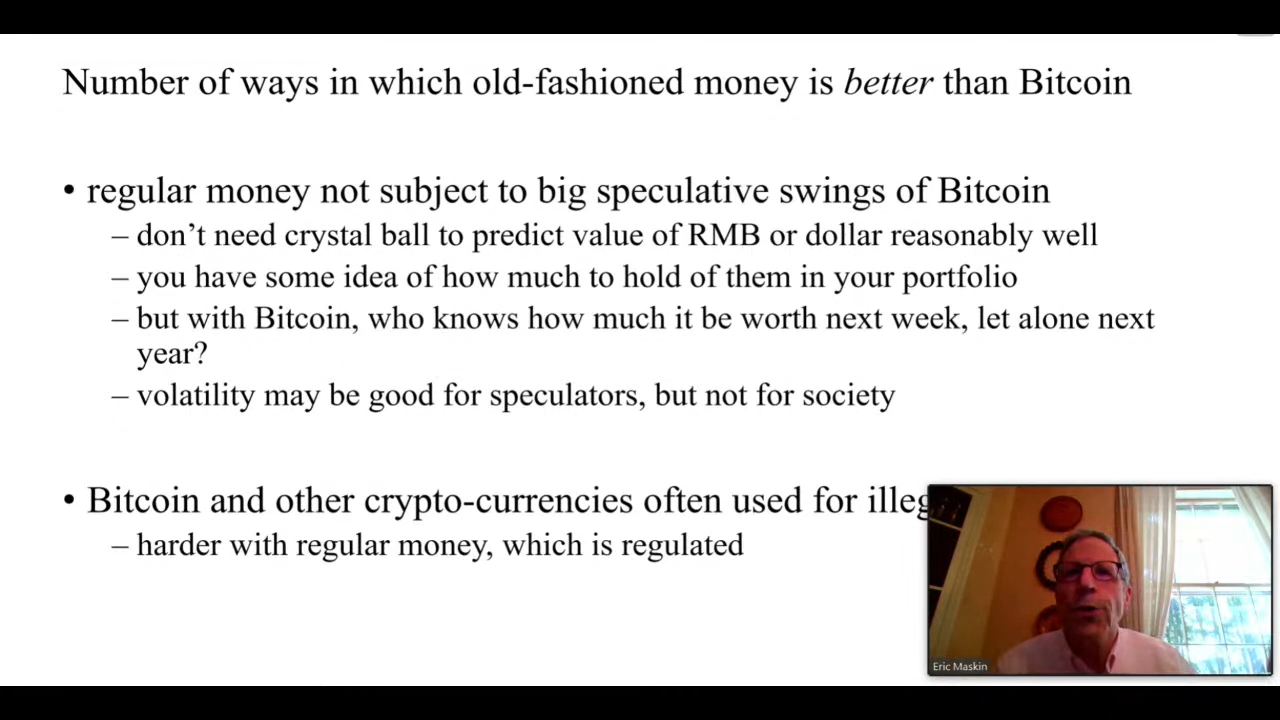 Number of ways in which old-fashioned money is better than Bitcoin
• regular money not subject to big speculative swings of Bitcoin
– don’t need crystal ball to predict value of RMB or dollar reasonably well
– you have some idea of how much to hold of them in your portfolio
– but with Bitcoin, who knows how much it be worth next week, let alone next
year?
– volatility may be good for speculators, but not for society
• Bitcoin and other crypto-currencies often used for
– harder with regular money, which is regulated
Eric Maskin